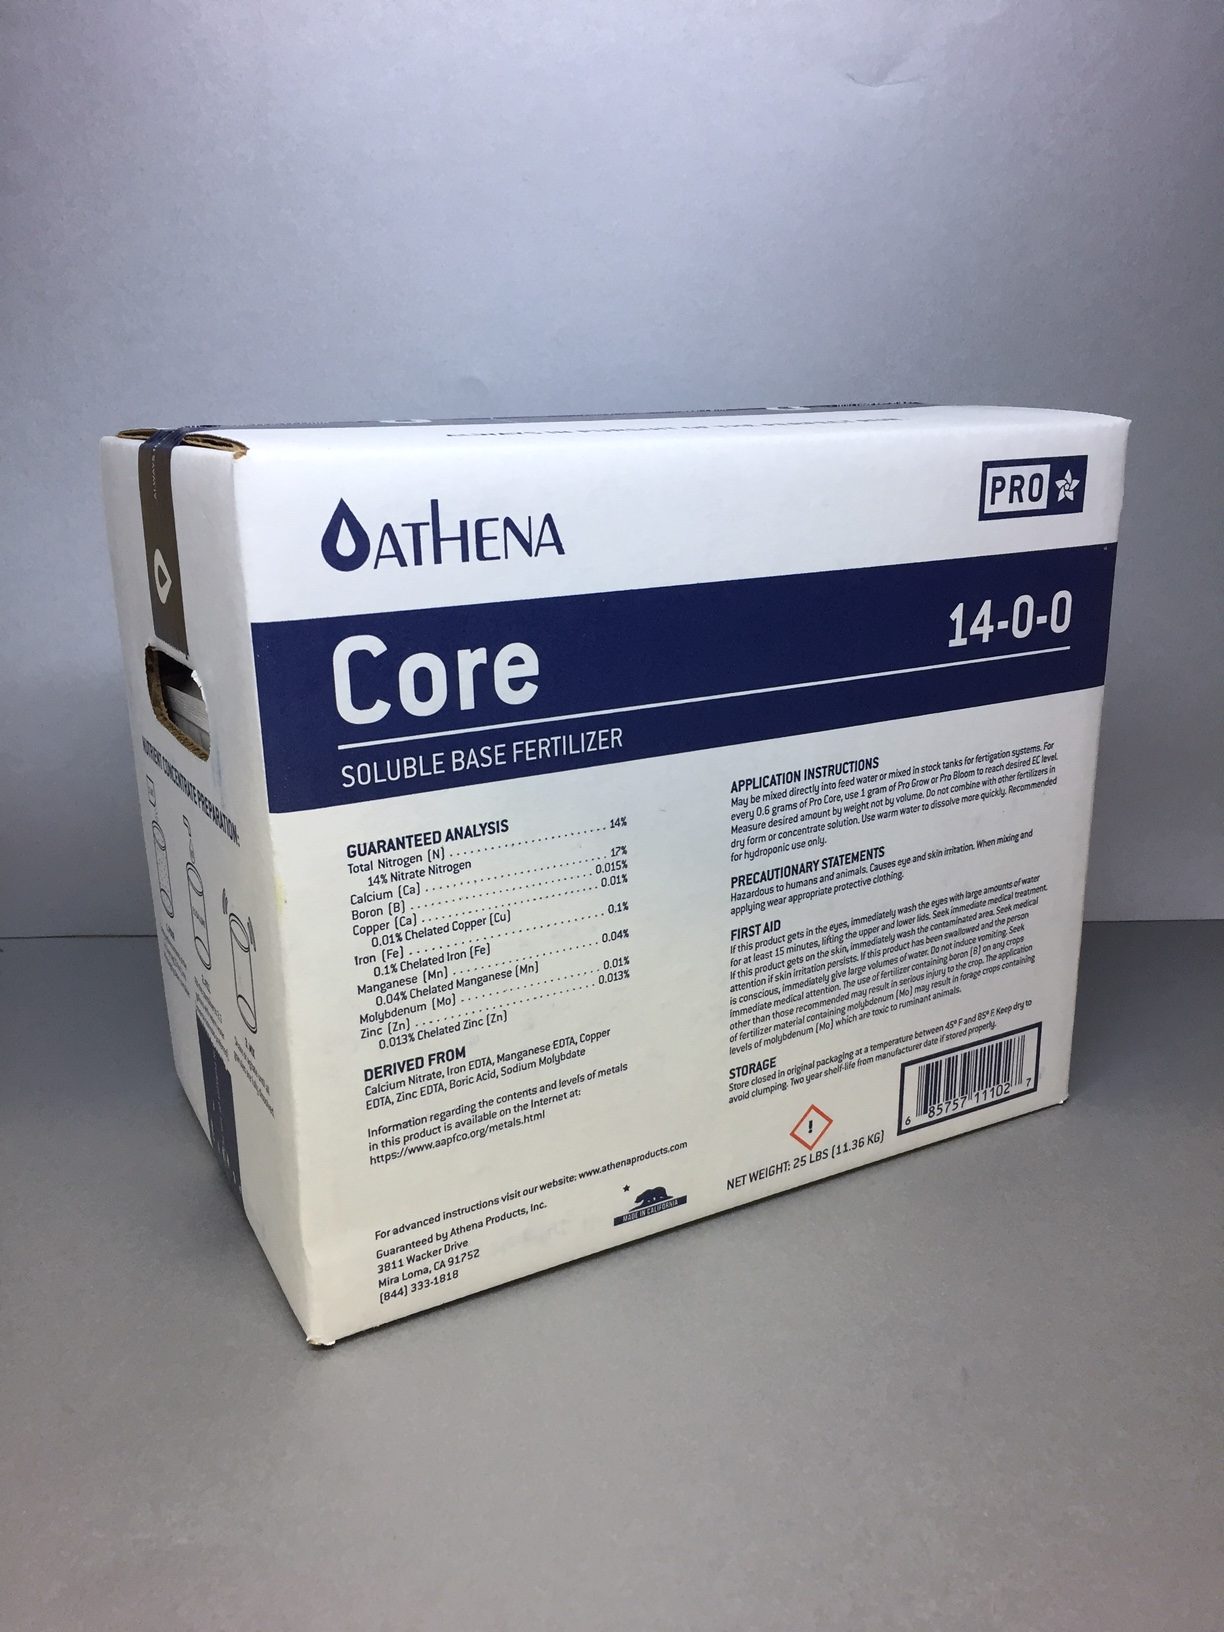 ATHENA
PRO
Core
14-0-0
SOLUBLE BASE FERTILIZER
GUARANTEED ANALYSIS
Total Nitrogen (N) .......................... 14%
14% Nitrate Nitrogen
Calcium (Ca) .......................... 17%
Boron (B) .......................... 0.015%
Copper (Ca) .......................... 0.01%
0.01% Chelated Copper (Cu)
Iron (Fe) .......................... 0.1%
0.1% Chelated Iron (Fe)
Manganese (Mn) .......................... 0.04%
0.04% Chelated Manganese (Mn)
Molybdenum (Mo) .......................... 0.01%
Zinc (Zn) .......................... 0.013%
0.013% Chelated Zinc (Zn)
DERIVED FROM
Calcium Nitrate, Iron EDTA, Manganese EDTA, Copper
EDTA, Zinc EDTA, Boric Acid, Sodium Molybdate
Information regarding the contents and levels of metals
in this product is available on the Internet at:
https://www.aapfco.org/metals.html
For advanced instructions visit our website: www.athenaproducts.com
Guaranteed by Athena Products, Inc.
3811 Wacker Drive
Mira Loma, CA 91752
(844) 333-1818
MADE IN CALIFORNIA
APPLICATION INSTRUCTIONS
May be mixed directly into feed water or mixed in stock tanks for fertigation systems. For
every 0.6 grams of Pro Core, use 1 gram of Pro Grow or Pro Bloom to reach desired EC level.
Measure desired amount by weight not by volume. Do not combine with other fertilizers in
dry form or concentrate solution. Use warm water to dissolve more quickly. Recommended
for hydroponic use only.
PRECAUTIONARY STATEMENTS
Hazardous to humans and animals. Causes eye and skin irritation. When mixing and
applying wear appropriate protective clothing.
FIRST AID
If this product gets in the eyes, immediately wash the eyes with large amounts of water
for at least 15 minutes, lifting the upper and lower lids. Seek immediate medical treatment.
If this product gets on the skin, immediately wash the contaminated area. Seek medical
attention if skin irritation persists. If this product has been swallowed and the person
is conscious, immediately give large volumes of water. Do not induce vomiting. Seek
immediate medical attention. The use of fertilizer containing boron (B) on any crops
other than those recommended may result in serious injury to the crop. The application
of fertilizer material containing molybdenum (Mo) may result in forage crops containing
levels of molybdenum (Mo) which are toxic to ruminant animals.
STORAGE
Store closed in original packaging at a temperature between 45° F and 85° F. Keep dry to
avoid clumping. Two year shelf-life from manufacturer date if stored properly.
!
NET WEIGHT: 25 LBS (11.36 KG)
6 85757 11102 7
NUTRIENT CONCENTRATE PREPARATION: